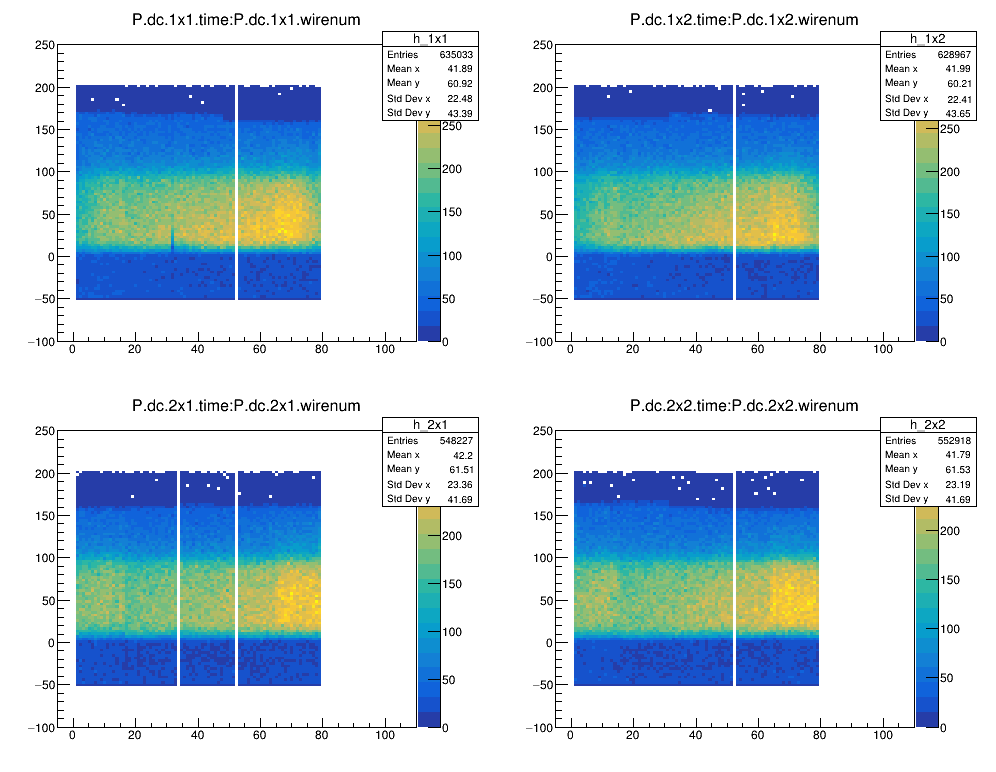 P.dc.1x1.time:P.dc.1x1.wirenum
h_1x1
Entries 635033
Mean x 41.89
Mean y 60.92
Std Dev x 22.48
Std Dev y 43.39
250
200
150
100
50
0
−50
−100
0 20 40 60 80 100
250
200
150
100
50
0
P.dc.1x2.time:P.dc.1x2.wirenum
h_1x2
Entries 628967
Mean x 41.99
Mean y 60.21
Std Dev x 22.41
Std Dev y 43.65
250
200
150
100
50
0
−50
−100
0 20 40 60 80 100
250
200
150
100
50
0
P.dc.2x1.time:P.dc.2x1.wirenum
h_2x1
Entries 548227
Mean x 42.2
Mean y 61.51
Std Dev x 23.36
Std Dev y 41.69
250
200
150
100
50
0
−50
−100
0 20 40 60 80 100
200
150
100
50
0
P.dc.2x2.time:P.dc.2x2.wirenum
h_2x2
Entries 552918
Mean x 41.79
Mean y 61.53
Std Dev x 23.19
Std Dev y 41.69
250
200
150
100
50
0
−50
−100
0 20 40 60 80 100
200
150
100
50
0